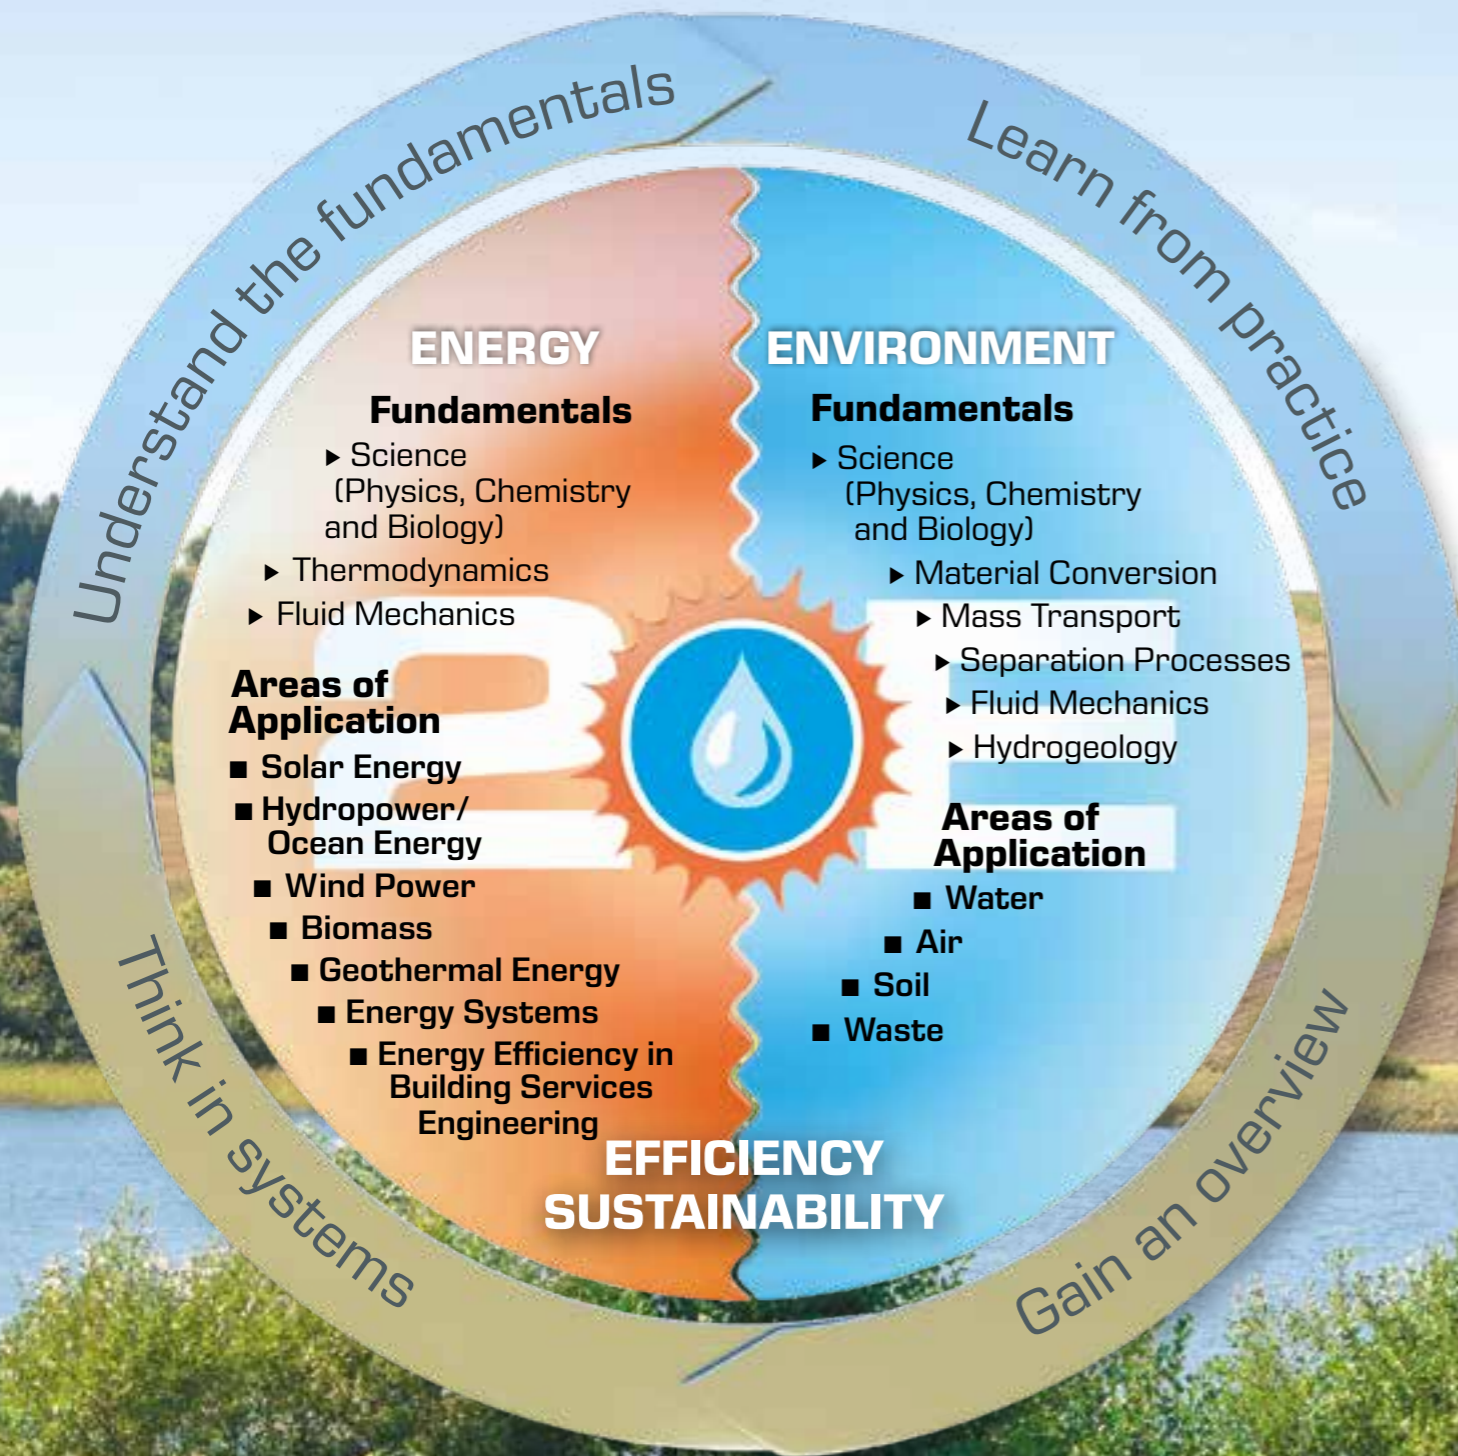 Understand the fundamentals
Learn from practice
Gain an overview
Think in systems
ENERGY
Fundamentals
▸ Science
(Physics, Chemistry
and Biology)
▸ Thermodynamics
▸ Fluid Mechanics
Areas of
Application
■ Solar Energy
■ Hydropower/
Ocean Energy
■ Wind Power
■ Biomass
■ Geothermal Energy
■ Energy Systems
■ Energy Efficiency in
Building Services
Engineering
ENVIRONMENT
Fundamentals
▸ Science
(Physics, Chemistry
and Biology)
▸ Material Conversion
▸ Mass Transport
▸ Separation Processes
▸ Fluid Mechanics
▸ Hydrogeology
Areas of
Application
■ Water
■ Air
■ Soil
■ Waste
2E
EFFICIENCY
SUSTAINABILITY